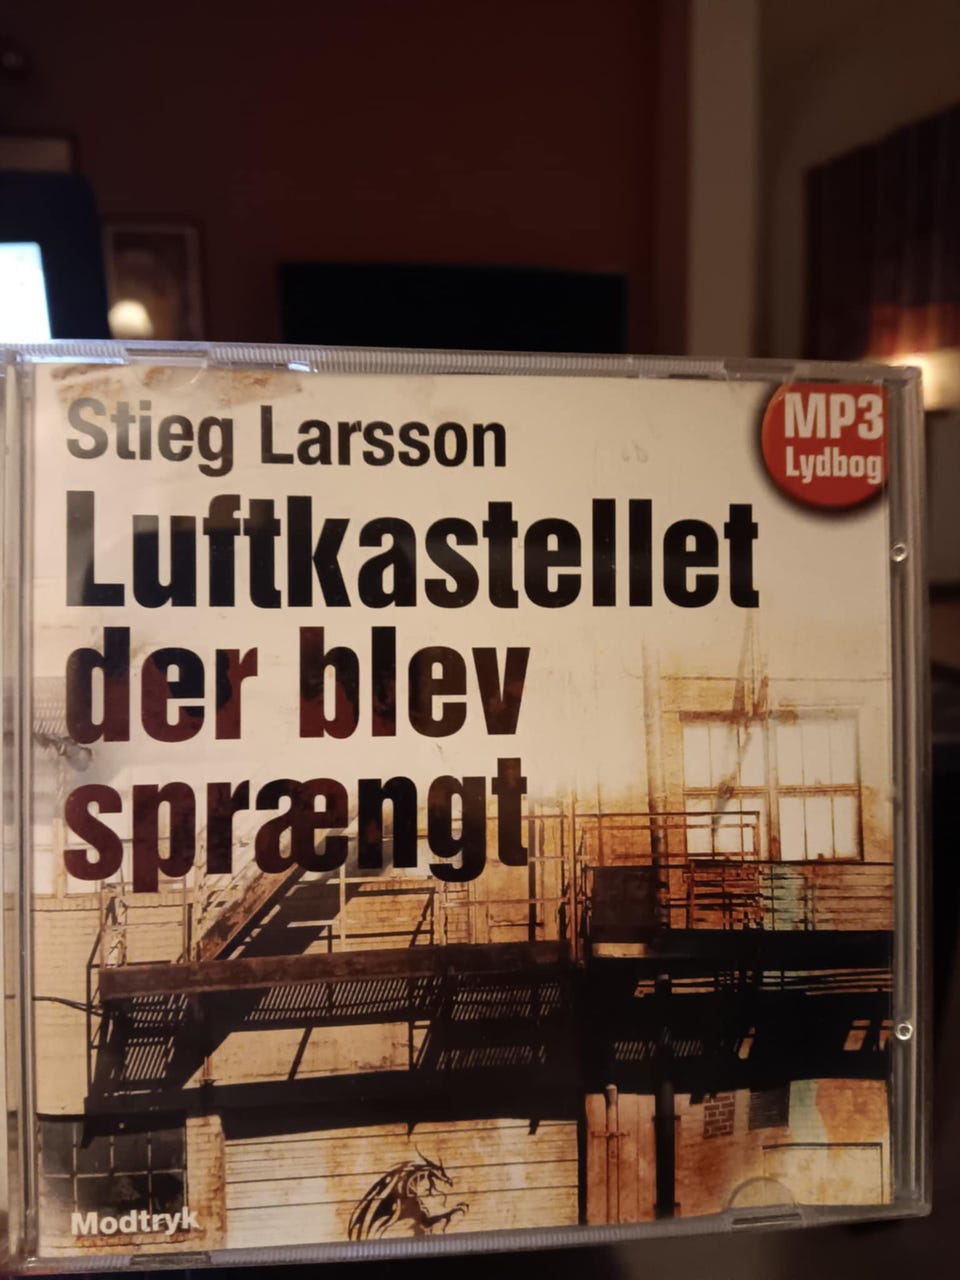 Stieg Larsson
MP3
Lydbog
Luftkastellet
der blev
sprængt
Modtryk